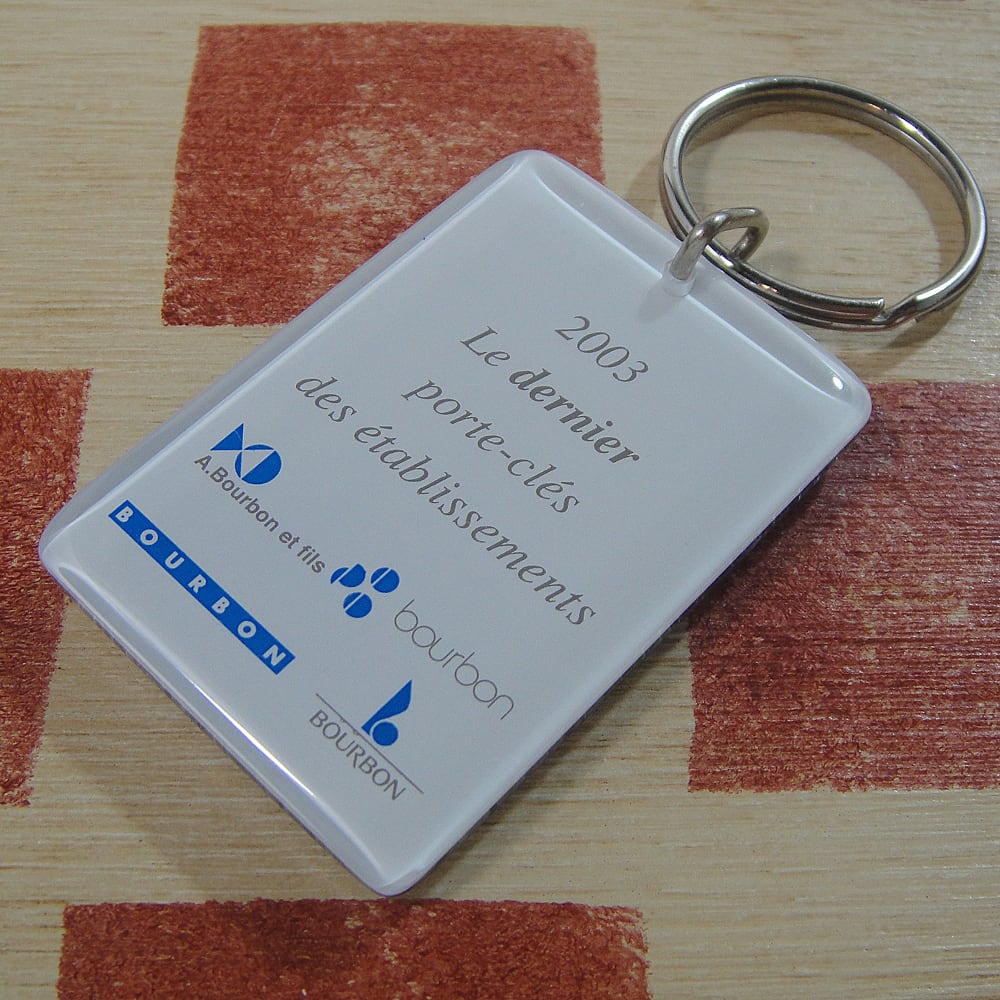 2003
Le dernier
porte-clés
des établissements
A.Bourbon et fils
BOURBON
bourbon
BOURBON